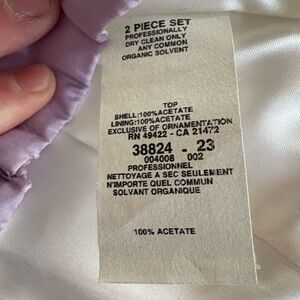 2 PIECE SET
PROFESSIONALLY
DRY CLEAN ONLY
ANY COMMON
ORGANIC SOLVENT
TOP
SHELL:100%ACETATE
LINING:100%ACETATE
EXCLUSIVE OF ORNAMENTATION
RN 49422 - CA 21472
38824 - 23
004008 002
PROFESSIONNEL
NETTOYAGE A SEC SEULEMENT
N'IMPORTE QUEL COMMUN
SOLVANT ORGANIQUE
100% ACETATE